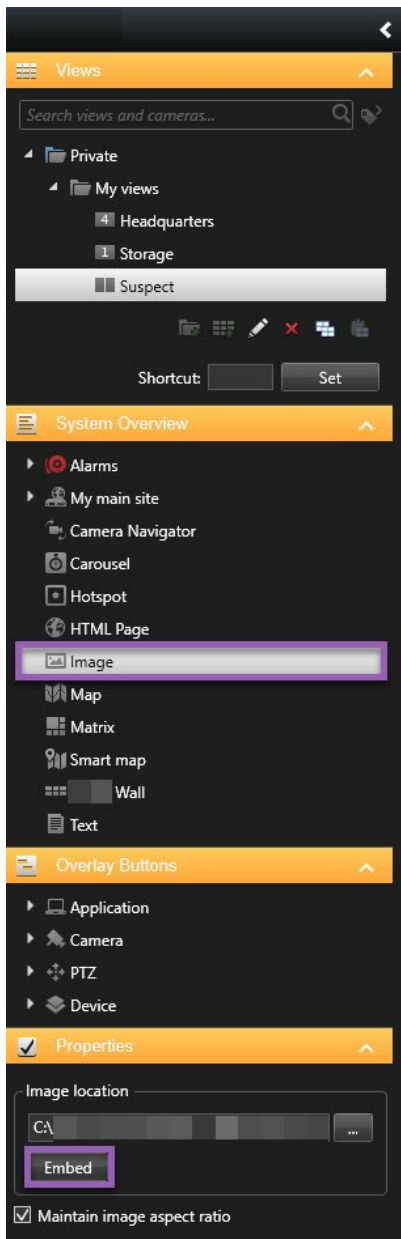 Views
Search views and cameras...
Private
My views
4 Headquarters
1 Storage
Suspect
Shortcut: Set
System Overview
Alarms
My main site
Camera Navigator
Carousel
Hotspot
HTML Page
Image
Map
Matrix
Smart map
Wall
Text
Overlay Buttons
Application
Camera
PTZ
Device
Properties
Image location
C:\ ...
Embed
Maintain image aspect ratio